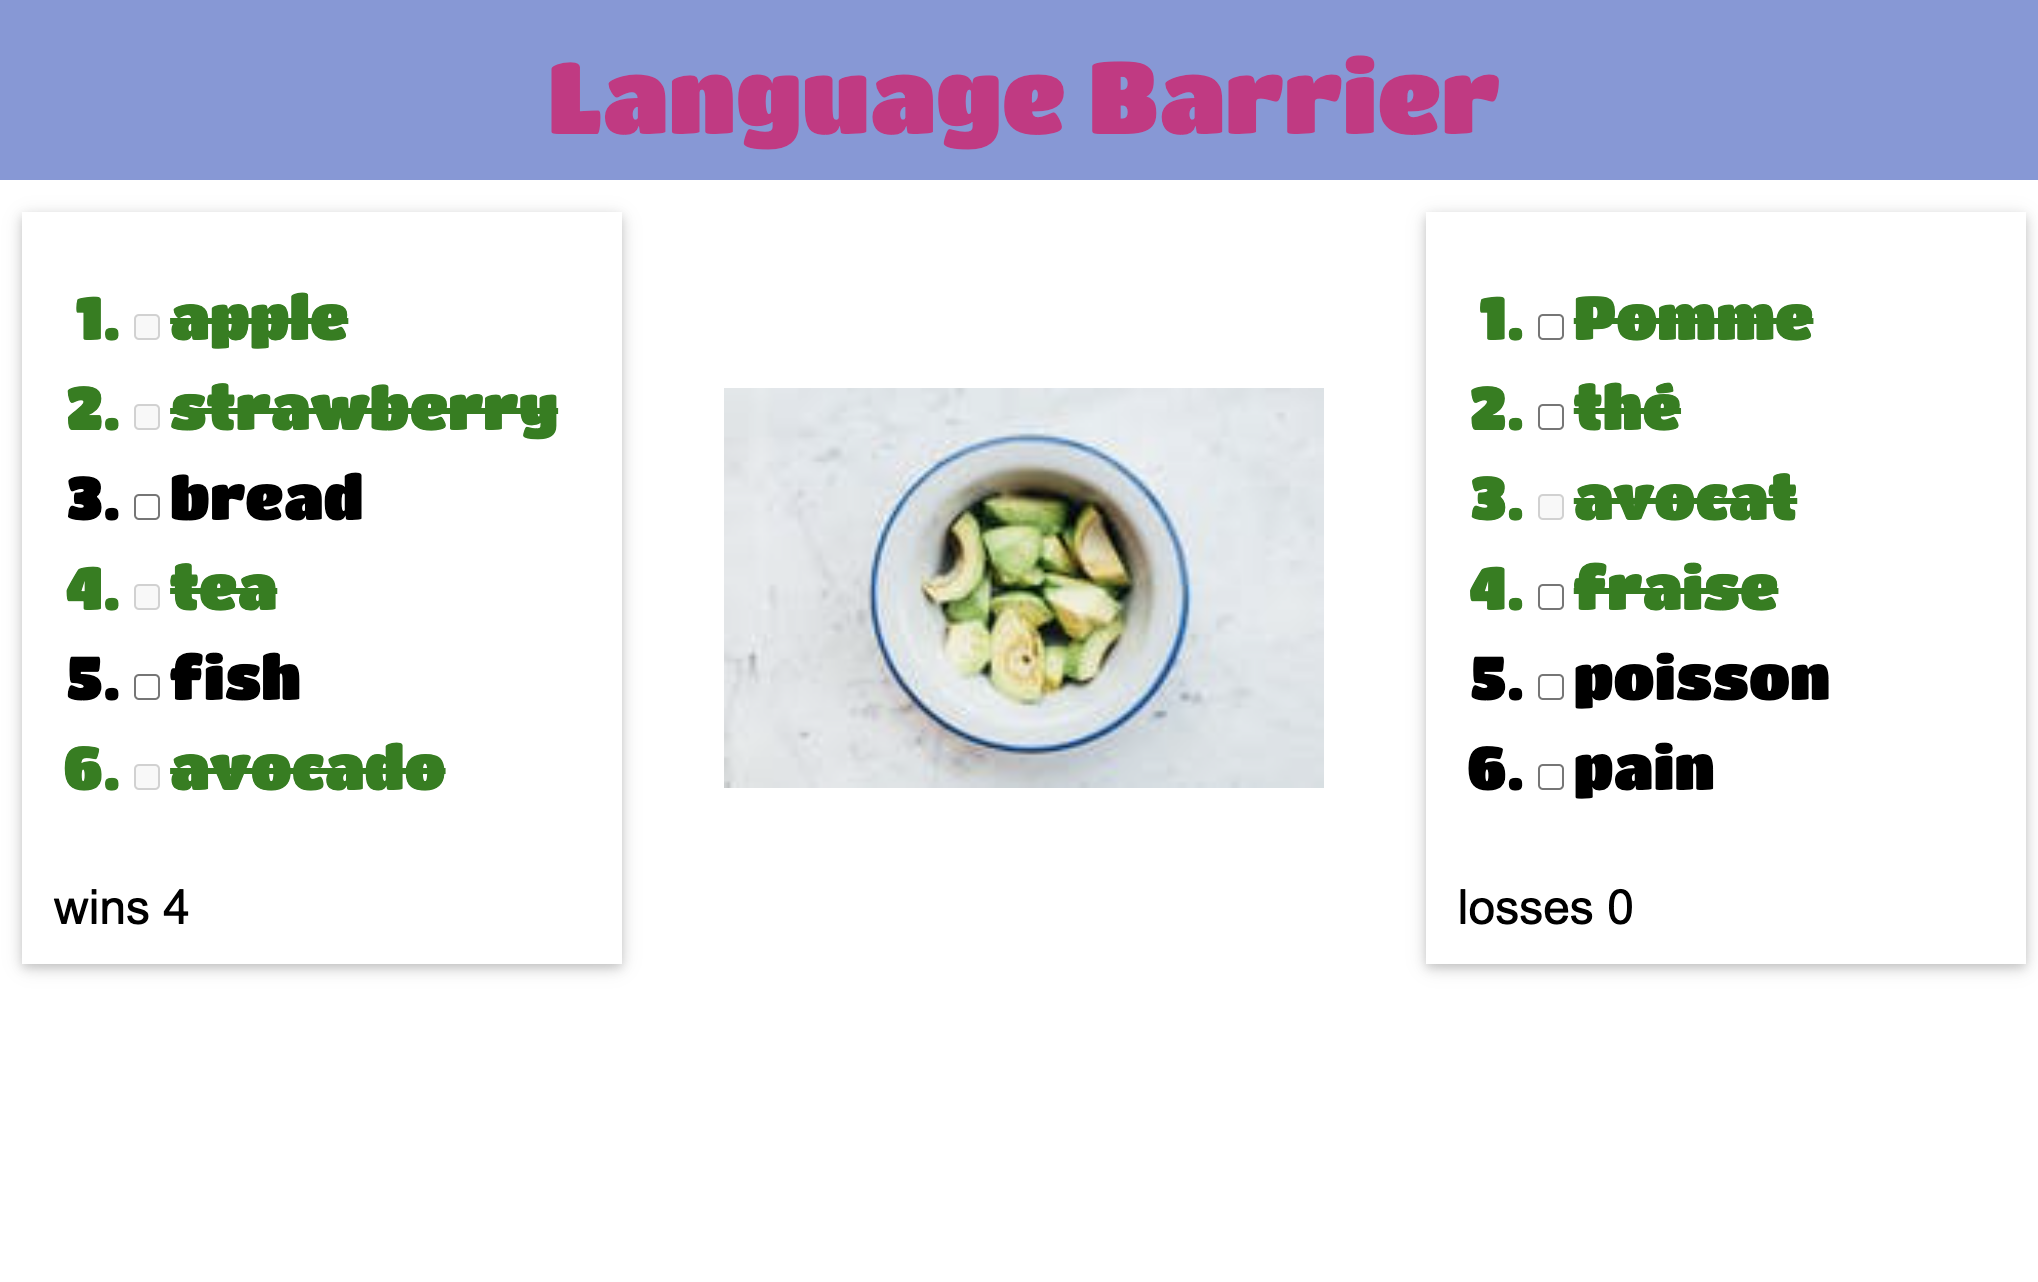 Language Barrier
1. apple
2. strawberry
3. bread
4. tea
5. fish
6. avocado
wins 4
1. Pomme
2. thé
3. avocat
4. fraise
5. poisson
6. pain
losses 0